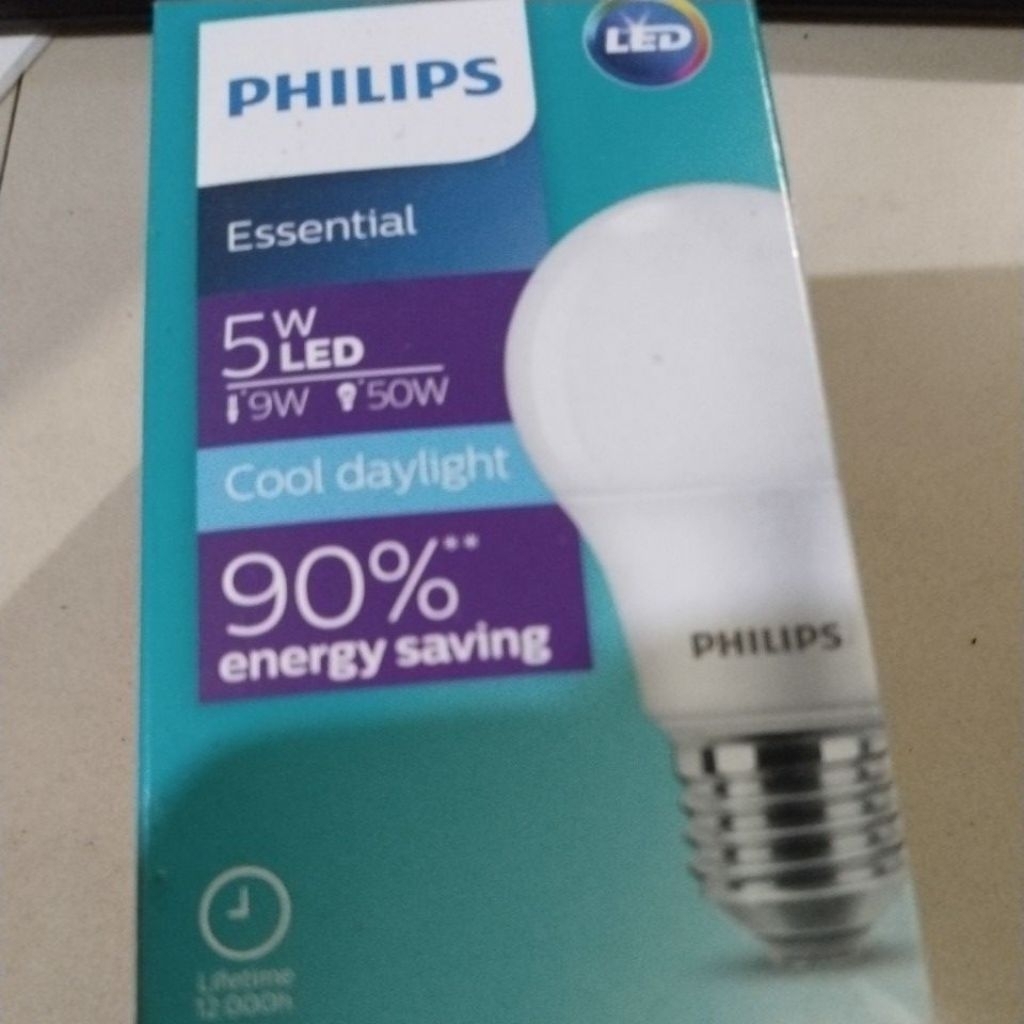 PHILIPS
LED
Essential
5W
LED
9W 50W
Cool daylight
90%**
energy saving
PHILIPS
Lifetime
12.000h